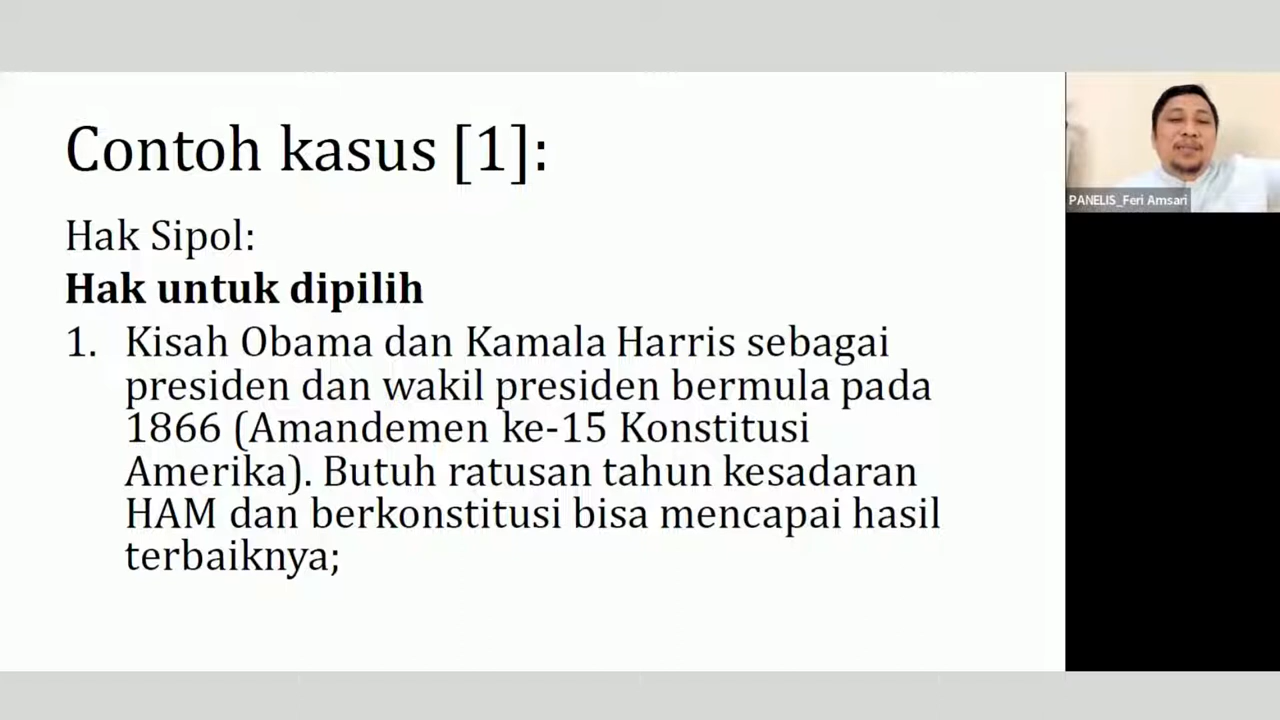 Contoh kasus [1]:
Hak Sipol:
Hak untuk dipilih
1. Kisah Obama dan Kamala Harris sebagai
presiden dan wakil presiden bermula pada
1866 (Amandemen ke-15 Konstitusi
Amerika). Butuh ratusan tahun kesadaran
HAM dan berkonstitusi bisa mencapai hasil
terbaiknya;
PANELIS_Feri Amsari